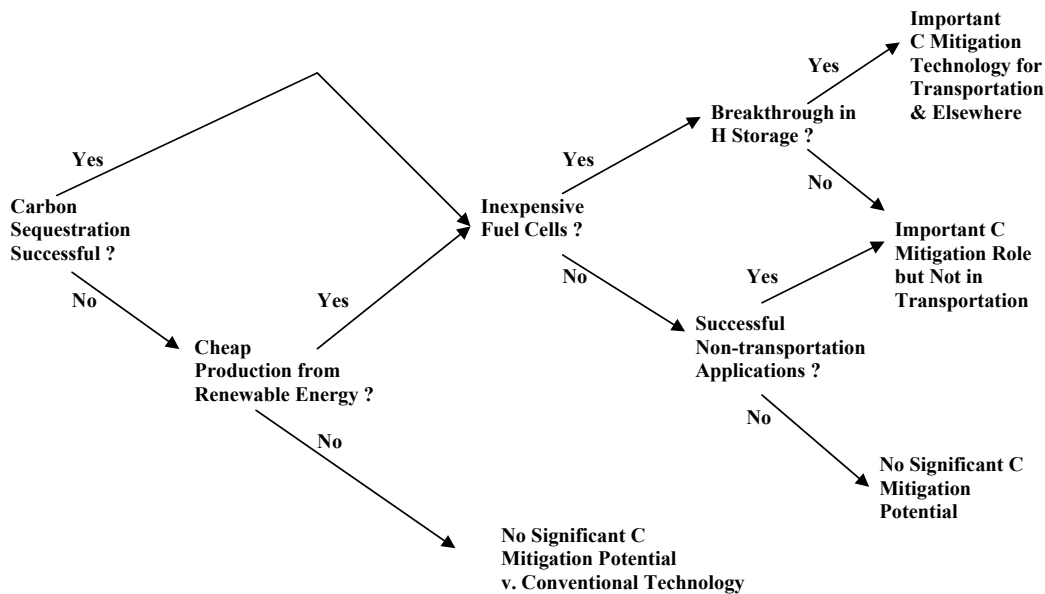 Important
C Mitigation
Technology for
Transportation
& Elsewhere
Yes
Breakthrough in
H Storage ?
Yes
Yes
No
Carbon
Sequestration
Successful ?
Inexpensive
Fuel Cells ?
Important C
Mitigation Role
but Not in
Transportation
No
Yes
No
Yes
Cheap
Production from
Renewable Energy ?
Successful
Non-transportation
Applications ?
No
No
No Significant C
Mitigation
Potential
No Significant C
Mitigation Potential
v. Conventional Technology